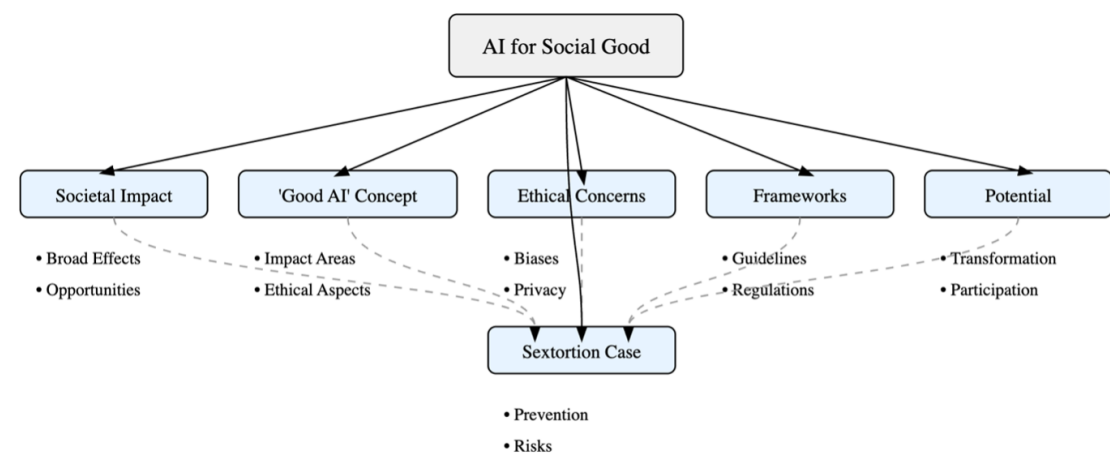 AI for Social Good
Societal Impact
'Good AI' Concept
Ethical Concerns
Frameworks
Potential
• Broad Effects
• Opportunities
• Impact Areas
• Ethical Aspects
• Biases
• Privacy
• Guidelines
• Regulations
• Transformation
• Participation
Sextortion Case
• Prevention
• Risks